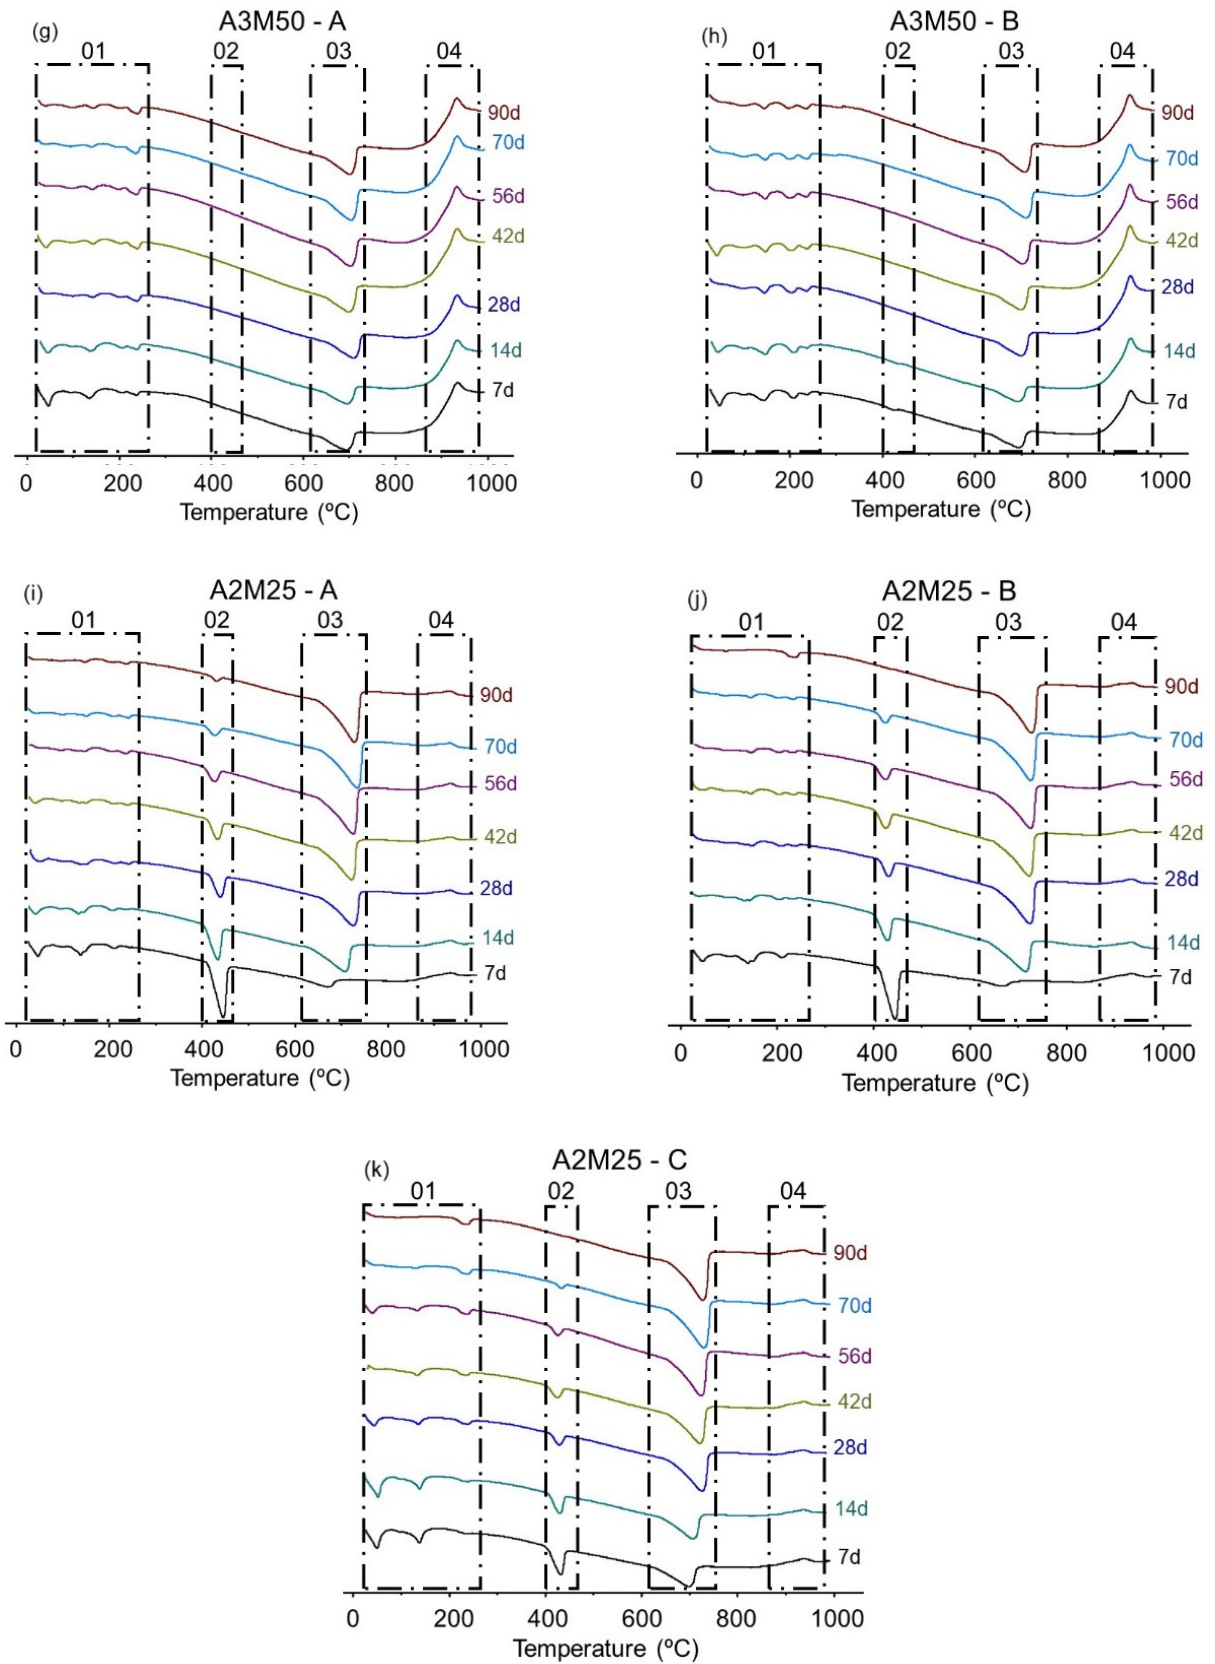 (g)
A3M50 - A
01 02 03 04
90d
70d
56d
42d
28d
14d
7d
0 200 400 600 800 1000
Temperature (ºC)
(h)
A3M50 - B
01 02 03 04
90d
70d
56d
42d
28d
14d
7d
0 200 400 600 800 1000
Temperature (ºC)
(i)
A2M25 - A
01 02 03 04
90d
70d
56d
42d
28d
14d
7d
0 200 400 600 800 1000
Temperature (ºC)
(j)
A2M25 - B
01 02 03 04
90d
70d
56d
42d
28d
14d
7d
0 200 400 600 800 1000
Temperature (ºC)
(k)
A2M25 - C
01 02 03 04
90d
70d
56d
42d
28d
14d
7d
0 200 400 600 800 1000
Temperature (ºC)